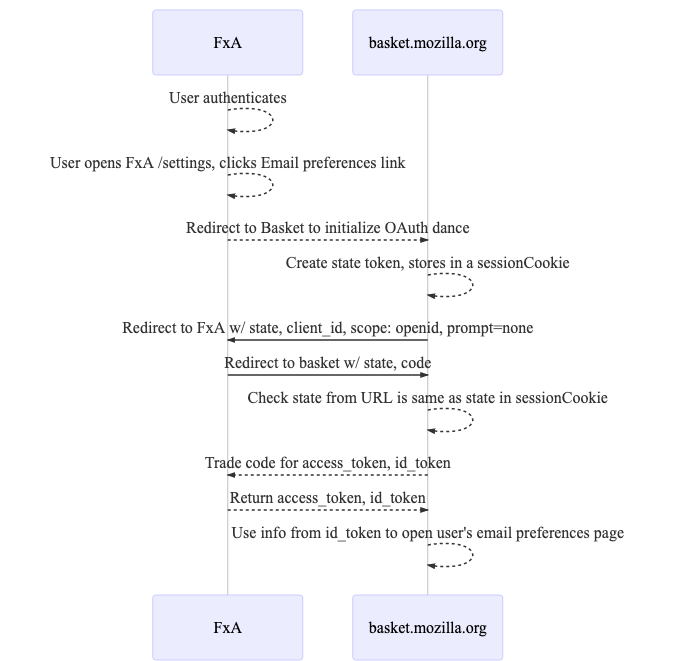 FxA
basket.mozilla.org
User authenticates
User opens FxA /settings, clicks Email preferences link
Redirect to Basket to initialize OAuth dance
Create state token, stores in a sessionCookie
Redirect to FxA w/ state, client_id, scope: openid, prompt=none
Redirect to basket w/ state, code
Check state from URL is same as state in sessionCookie
Trade code for access_token, id_token
Return access_token, id_token
Use info from id_token to open user's email preferences page
FxA
basket.mozilla.org